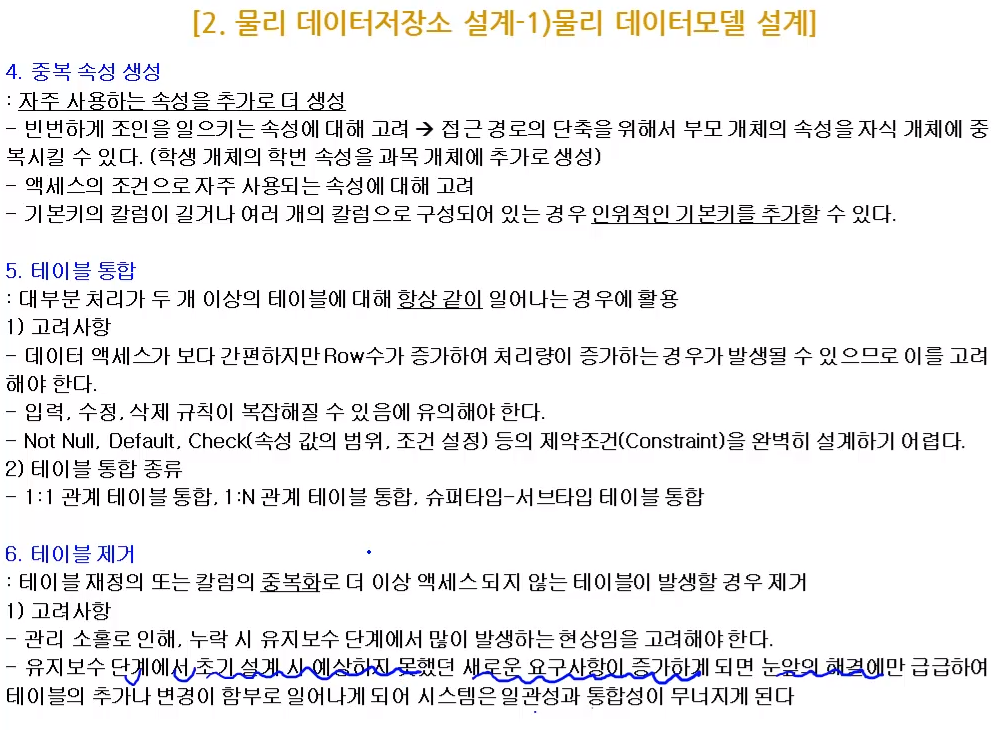 [2. 물리 데이터저장소 설계-1)물리 데이터모델 설계]
4. 중복 속성 생성
: 자주 사용하는 속성을 추가로 더 생성
- 빈번하게 조인을 일으키는 속성에 대해 고려 → 접근 경로의 단축을 위해서 부모 개체의 속성을 자식 개체에 중
복시킬 수 있다. (학생 개체의 학번 속성을 과목 개체에 추가로 생성)
- 액세스의 조건으로 자주 사용되는 속성에 대해 고려
- 기본키의 칼럼이 길거나 여러 개의 칼럼으로 구성되어 있는 경우 인위적인 기본키를 추가할 수 있다.
5. 테이블 통합
: 대부분 처리가 두 개 이상의 테이블에 대해 항상 같이 일어나는 경우에 활용
1) 고려사항
- 데이터 액세스가 보다 간편하지만 Row수가 증가하여 처리량이 증가하는 경우가 발생될 수 있으므로 이를 고려
해야 한다.
- 입력, 수정, 삭제 규칙이 복잡해질 수 있음에 유의해야 한다.
- Not Null, Default, Check(속성 값의 범위, 조건 설정) 등의 제약조건(Constraint)을 완벽히 설계하기 어렵다.
2) 테이블 통합 종류
- 1:1 관계 테이블 통합, 1:N 관계 테이블 통합, 슈퍼타입-서브타입 테이블 통합
6. 테이블 제거
: 테이블 재정의 또는 칼럼의 중복화로 더 이상 액세스 되지 않는 테이블이 발생할 경우 제거
1) 고려사항
- 관리 소홀로 인해, 누락 시 유지보수 단계에서 많이 발생하는 현상임을 고려해야 한다.
- 유지보수 단계에서 초기 설계 시 예상하지 못했던 새로운 요구사항이 증가하게 되면 눈앞의 해결에만 급급하여
테이블의 추가나 변경이 함부로 일어나게 되어 시스템은 일관성과 통합성이 무너지게 된다